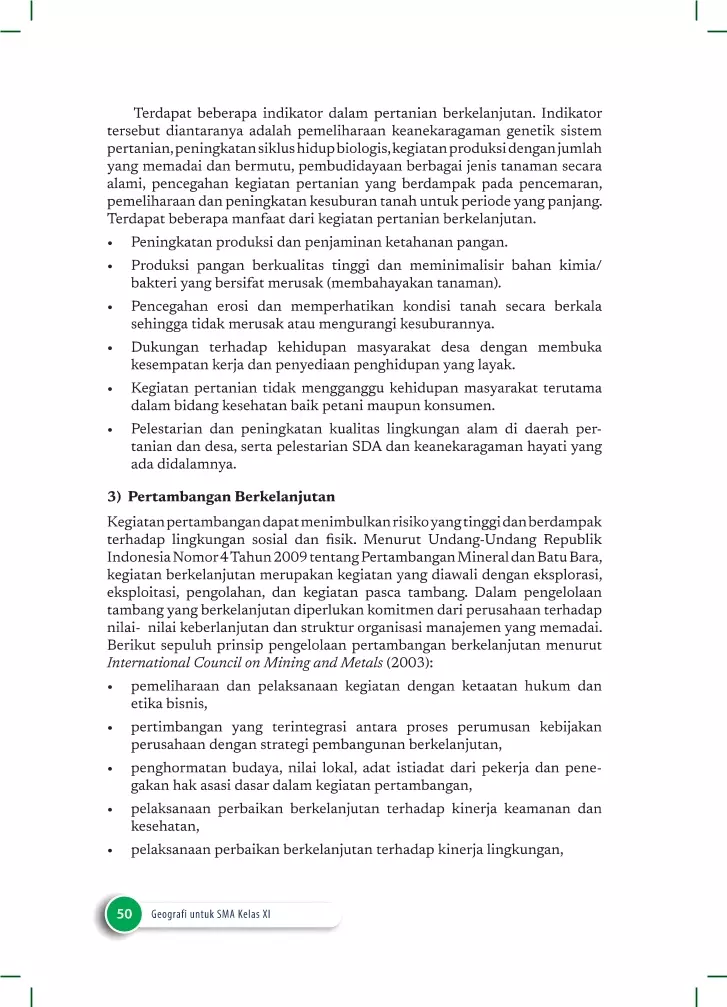 Terdapat beberapa indikator dalam pertanian berkelanjutan. Indikator
tersebut diantaranya adalah pemeliharaan keanekaragaman genetik sistem
pertanian, peningkatan siklus hidup biologis, kegiatan produksi dengan jumlah
yang memadai dan bermutu, pembudidayaan berbagai jenis tanaman secara
alami, pencegahan kegiatan pertanian yang berdampak pada pencemaran,
pemeliharaan dan peningkatan kesuburan tanah untuk periode yang panjang.
Terdapat beberapa manfaat dari kegiatan pertanian berkelanjutan.
• Peningkatan produksi dan penjaminan ketahanan pangan.
• Produksi pangan berkualitas tinggi dan meminimalisir bahan kimia/
bakteri yang bersifat merusak (membahayakan tanaman).
• Pencegahan erosi dan memperhatikan kondisi tanah secara berkala
sehingga tidak merusak atau mengurangi kesuburannya.
• Dukungan terhadap kehidupan masyarakat desa dengan membuka
kesempatan kerja dan penyediaan penghidupan yang layak.
• Kegiatan pertanian tidak mengganggu kehidupan masyarakat terutama
dalam bidang kesehatan baik petani maupun konsumen.
• Pelestarian dan peningkatan kualitas lingkungan alam di daerah per-
tanian dan desa, serta pelestarian SDA dan keanekaragaman hayati yang
ada didalamnya.
3) Pertambangan Berkelanjutan
Kegiatan pertambangan dapat menimbulkan risiko yang tinggi dan berdampak
terhadap lingkungan sosial dan fisik. Menurut Undang-Undang Republik
Indonesia Nomor 4 Tahun 2009 tentang Pertambangan Mineral dan Batu Bara,
kegiatan berkelanjutan merupakan kegiatan yang diawali dengan eksplorasi,
eksploitasi, pengolahan, dan kegiatan pasca tambang. Dalam pengelolaan
tambang yang berkelanjutan diperlukan komitmen dari perusahaan terhadap
nilai- nilai keberlanjutan dan struktur organisasi manajemen yang memadai.
Berikut sepuluh prinsip pengelolaan pertambangan berkelanjutan menurut
International Council on Mining and Metals (2003):
• pemeliharaan dan pelaksanaan kegiatan dengan ketaatan hukum dan
etika bisnis,
• pertimbangan yang terintegrasi antara proses perumusan kebijakan
perusahaan dengan strategi pembangunan berkelanjutan,
• penghormatan budaya, nilai lokal, adat istiadat dari pekerja dan pene-
gakan hak asasi dasar dalam kegiatan pertambangan,
• pelaksanaan perbaikan berkelanjutan terhadap kinerja keamanan dan
kesehatan,
• pelaksanaan perbaikan berkelanjutan terhadap kinerja lingkungan,
50 Geografi untuk SMA Kelas XI